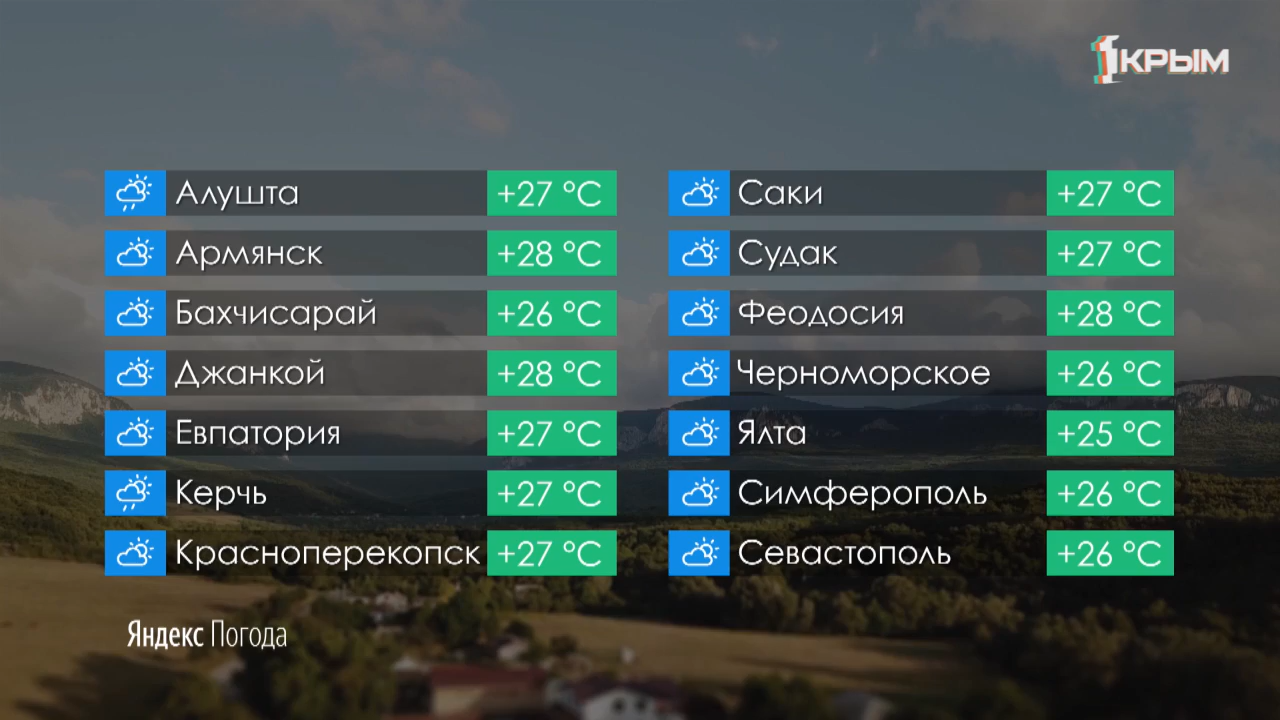 1КРЫМ
Алушта +27 °C
Армянск +28 °C
Бахчисарай +26 °C
Джанкой +28 °C
Евпатория +27 °C
Керчь +27 °C
Красноперекопск +27 °C
Саки +27 °C
Судак +27 °C
Феодосия +28 °C
Черноморское +26 °C
Ялта +25 °C
Симферополь +26 °C
Севастополь +26 °C
Яндекс Погода